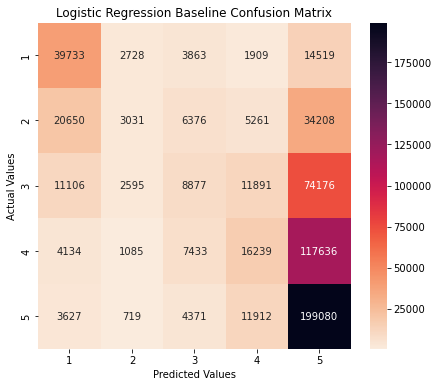 Logistic Regression Baseline Confusion Matrix
Actual Values
1 39733 2728 3863 1909 14519
2 20650 3031 6376 5261 34208
3 11106 2595 8877 11891 74176
4 4134 1085 7433 16239 117636
5 3627 719 4371 11912 199080
1 2 3 4 5
Predicted Values
175000
150000
125000
100000
75000
50000
25000